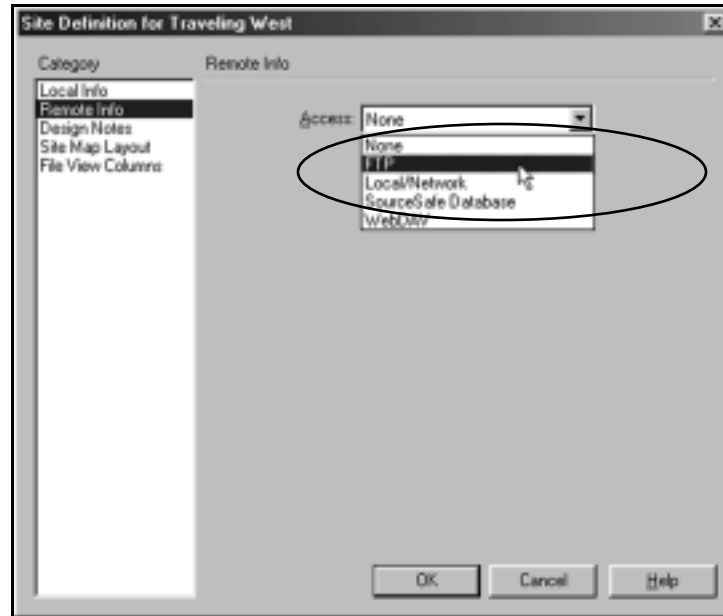 Site Definition for Traveling West
Category
Remote Info
Local Info
Remote Info
Design Notes
Site Map Layout
File View Columns
Access: None
None
FTP
Local/Network
SourceSafe Database
WebDAV
OK
Cancel
Help